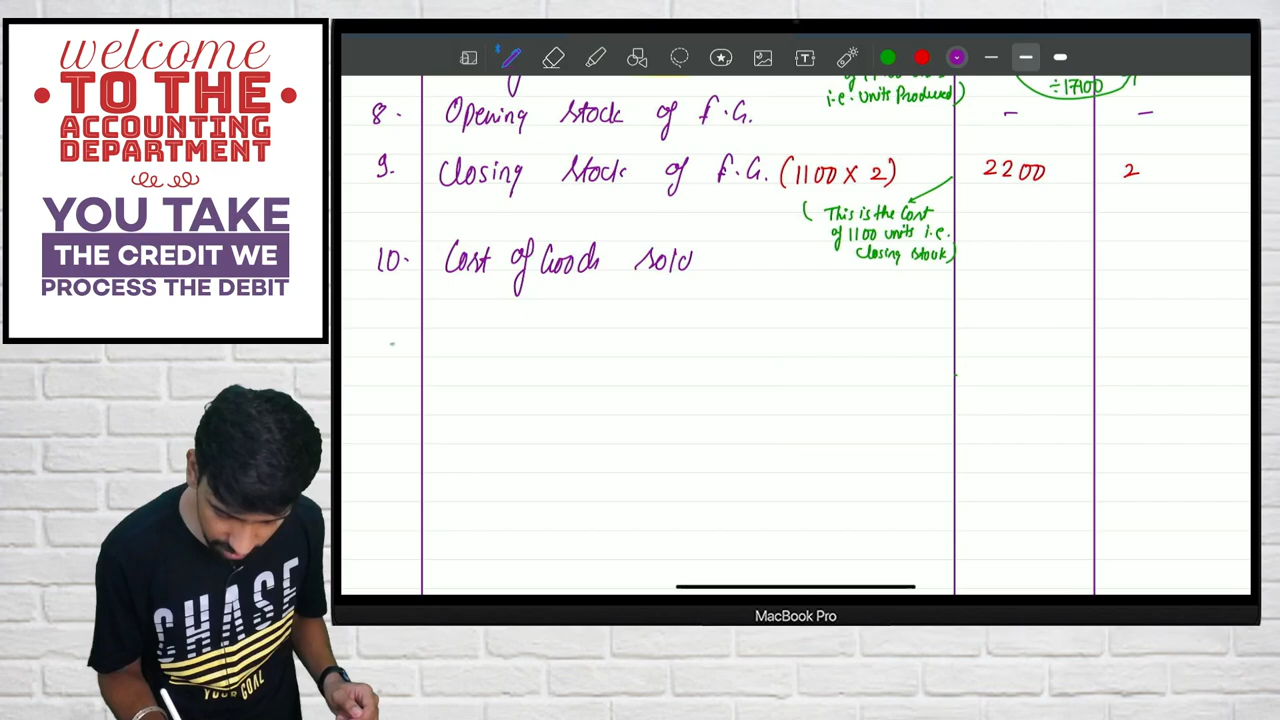 welcome
TO THE
ACCOUNTING
DEPARTMENT
YOU TAKE
THE CREDIT WE
PROCESS THE DEBIT
i.e. units Produced)
÷17100
8. Opening Stock of F.G. - -
9. Closing Stock of F.G. (1100 x 2) 2200 2
( This is the Cost
of 1100 units i.e.
closing stock)
10. Cost of Goods sold
MacBook Pro
CHASE
YOUR GOAL